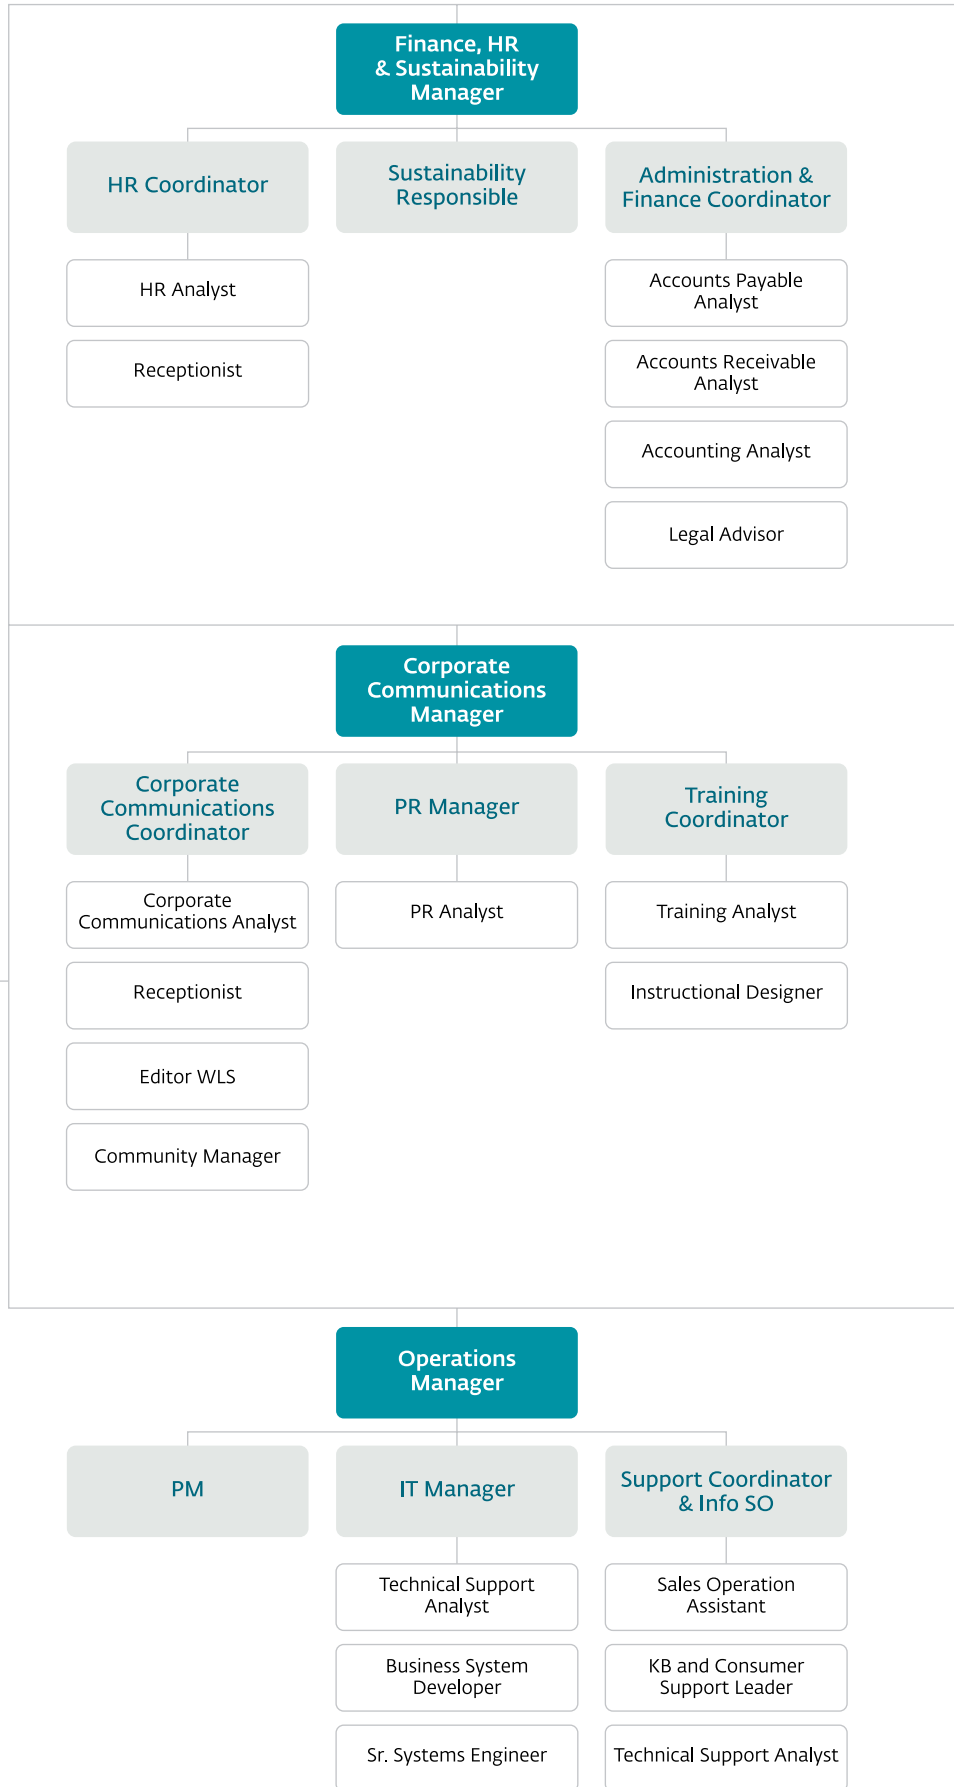 Finance, HR
& Sustainability
Manager
HR Coordinator
Sustainability
Responsible
Administration &
Finance Coordinator
HR Analyst
Receptionist
Accounts Payable
Analyst
Accounts Receivable
Analyst
Accounting Analyst
Legal Advisor
Corporate
Communications
Manager
Corporate
Communications
Coordinator
PR Manager
Training
Coordinator
Corporate
Communications Analyst
Receptionist
Editor WLS
Community Manager
PR Analyst
Training Analyst
Instructional Designer
Operations
Manager
PM
IT Manager
Support Coordinator
& Info SO
Technical Support
Analyst
Business System
Developer
Sr. Systems Engineer
Sales Operation
Assistant
KB and Consumer
Support Leader
Technical Support Analyst